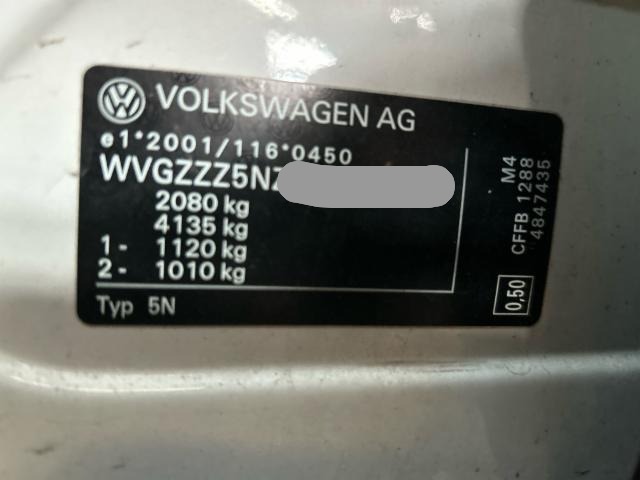 VOLKSWAGEN AG
e1*2001/116*0450
WVGZZZ5NZ
2080 kg
4135 kg
1- 1120 kg
2- 1010 kg
Typ 5N
M4
CFFB 1288
4847435
0,50